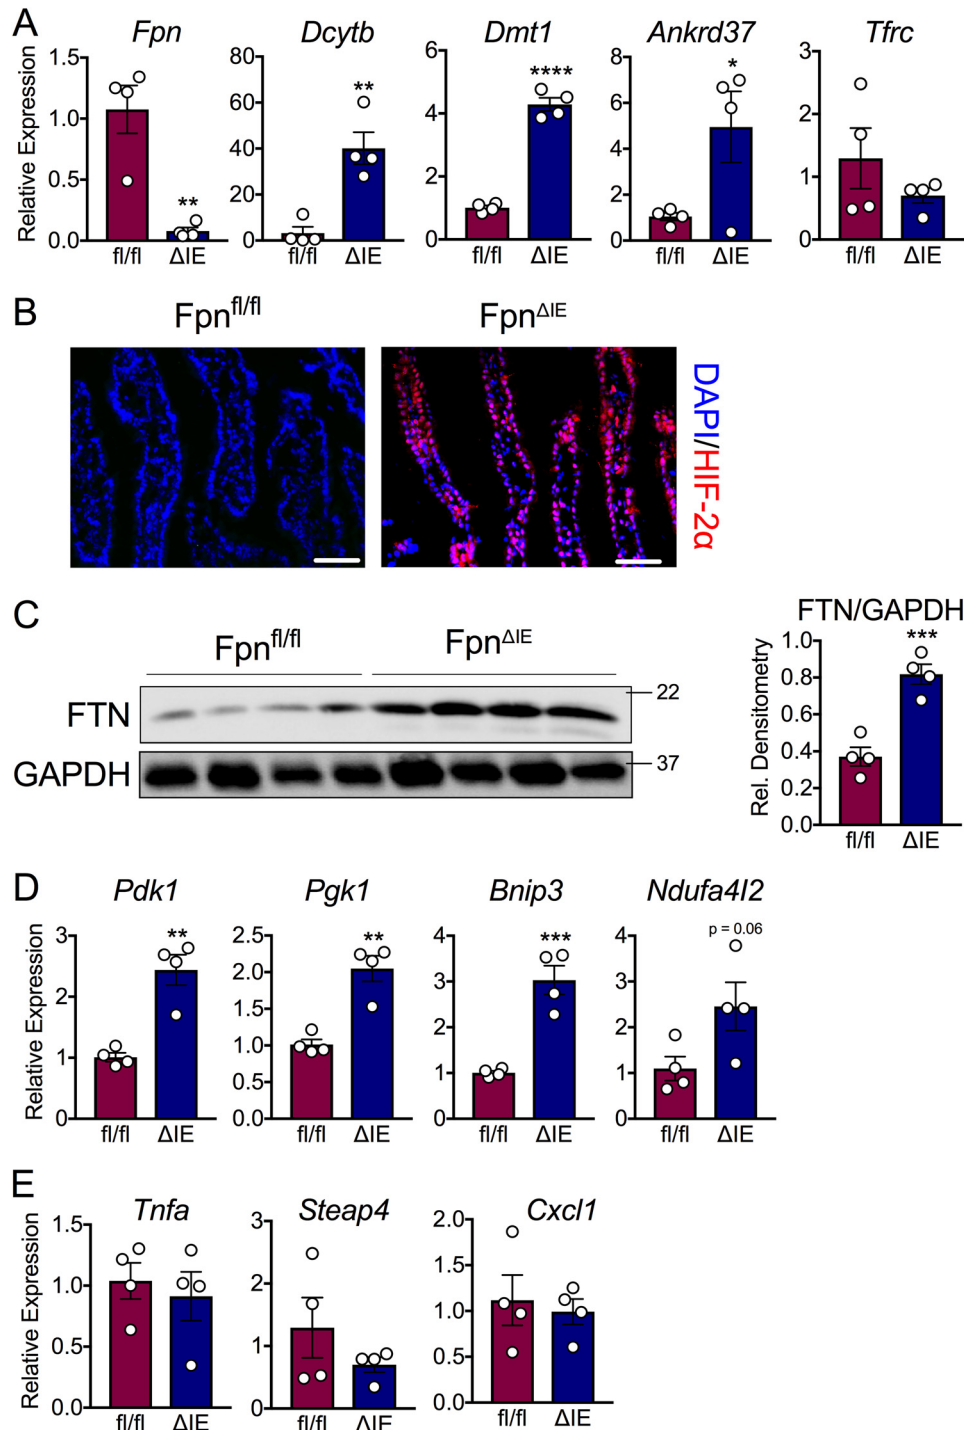 A
Fpn Dcytb Dmt1 Ankrd37 Tfrc
Relative Expression
1.5 1.0 0.5 0.0
** fl/fl ΔIE
80 60 40 20 0
** fl/fl ΔIE
6 4 2 0
**** fl/fl ΔIE
8 6 4 2 0
* fl/fl ΔIE
3 2 1 0
fl/fl ΔIE
B
Fpnfl/fl FpnΔIE
DAPI/HIF-2α
C
Fpnfl/fl FpnΔIE
FTN 22
GAPDH 37
FTN/GAPDH
Rel. Densitometry
1.0 0.8 0.6 0.4 0.2 0.0
*** fl/fl ΔIE
D
Pdk1 Pgk1 Bnip3 Ndufa4l2
Relative Expression
3 2 1 0
** fl/fl ΔIE
2.5 2.0 1.5 1.0 0.5 0.0
** fl/fl ΔIE
4 3 2 1 0
*** fl/fl ΔIE
4 3 2 1 0
p = 0.06
fl/fl ΔIE
E
Tnfa Steap4 Cxcl1
Relative Expression
1.5 1.0 0.5 0.0
fl/fl ΔIE
3 2 1 0
fl/fl ΔIE
2.0 1.5 1.0 0.5 0.0
fl/fl ΔIE